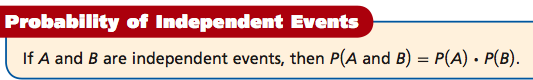 Probability of Independent Events
If A and B are independent events, then P(A and B) = P(A) • P(B).